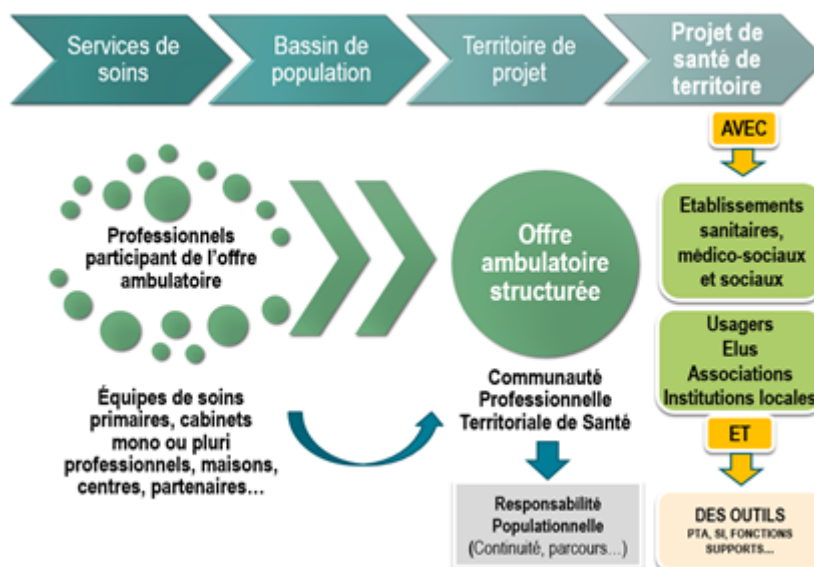 Services de
soins
Bassin de
population
Territoire de
projet
Projet de
santé de
territoire
AVEC
Professionnels
participant de l'offre
ambulatoire
Offre
ambulatoire
structurée
Etablissements
sanitaires,
médico-sociaux
et sociaux
Usagers
Elus
Associations
Institutions locales
Équipes de soins
primaires, cabinets
mono ou pluri
professionnels, maisons,
centres, partenaires...
Communauté
Professionnelle
Territoriale de Santé
ET
Responsabilité
Populationnelle
(Continuité, parcours...)
DES OUTILS
PTA, SI, FONCTIONS
SUPPORTS...